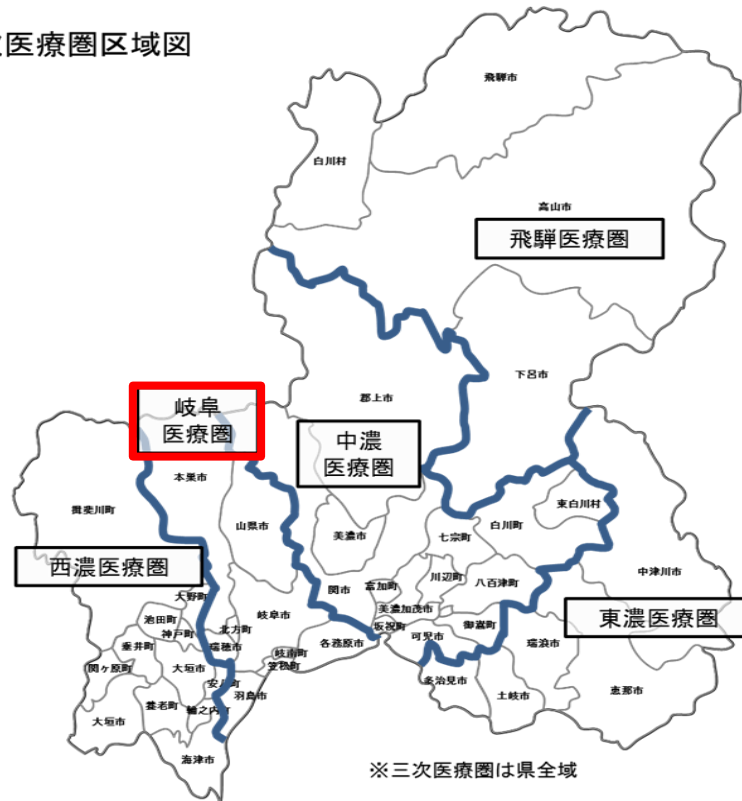 医療圏区域図
飛騨市
白川村
高山市
飛騨医療圏
下呂市
郡上市
岐阜
医療圏
中濃
医療圏
本巣市
揖斐川町
山県市
美濃市
七宗町
白川町
東白川村
中津川市
西濃医療圏
関市
富加町
川辺町
八百津町
大野町
美濃加茂市
東濃医療圏
池田町
神戸町
北方町
岐阜市
坂祝町
御嵩町
垂井町
瑞穂市
各務原市
可児市
瑞浪市
関ヶ原町
大垣市
岐南町
笠松町
安八町
羽島市
多治見市
土岐市
恵那市
養老町
輪之内町
大垣市
海津市
※三次医療圏は県全域